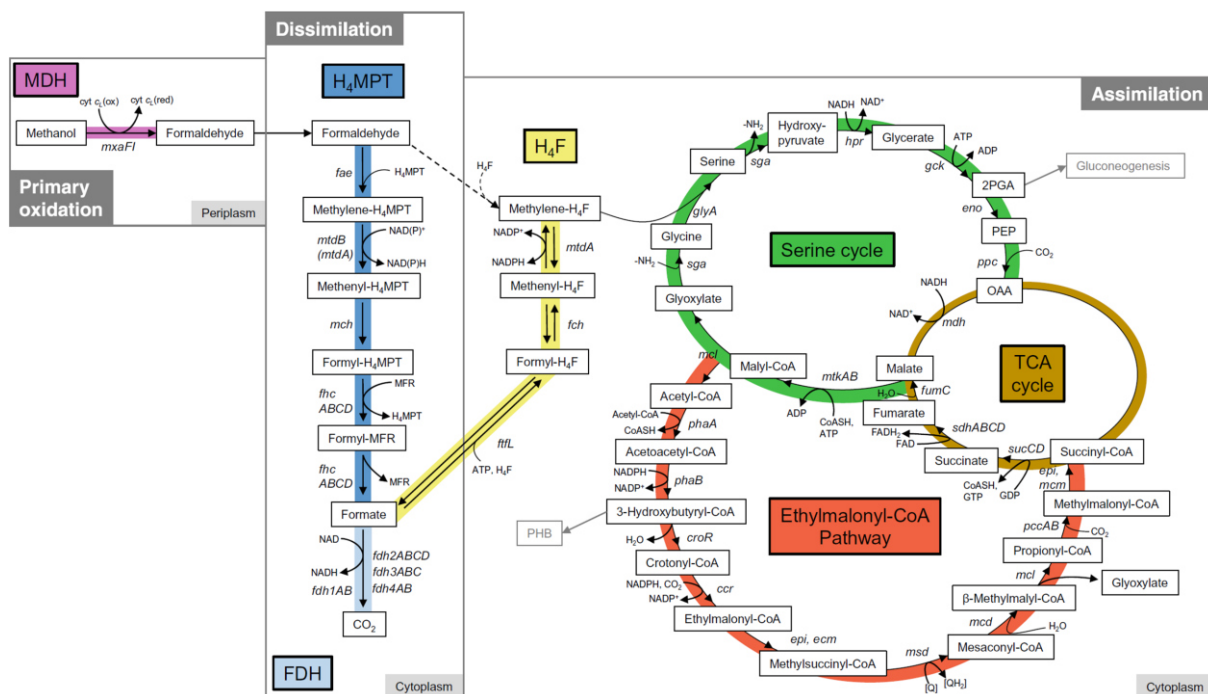 Dissimilation
MDH
cyt cL(ox)
cyt cL(red)
Methanol
Formaldehyde
mxaFI
Primary
oxidation
Periplasm
H4MPT
Formaldehyde
fae
H4MPT
Methylene-H4MPT
mtdB
(mtdA)
NAD(P)+
NAD(P)H
Methenyl-H4MPT
mch
Formyl-H4MPT
fhc
ABCD
MFR
H4MPT
Formyl-MFR
fhc
ABCD
MFR
Formate
NAD
NADH
fdh2ABCD
fdh3ABC
fdh1AB
fdh4AB
CO2
FDH
Cytoplasm
Assimilation
H4F
H4F
Methylene-H4F
NADP+
NADPH
mtdA
Methenyl-H4F
fch
Formyl-H4F
ftfL
ATP, H4F
Serine cycle
Glyoxylate
-NH2
sga
Glycine
glyA
Serine
-NH2
sga
Hydroxy-
pyruvate
NADH
NAD+
hpr
Glycerate
ATP
ADP
gck
2PGA
Gluconeogenesis
eno
PEP
ppc
CO2
OAA
NADH
NAD+
mdh
TCA
cycle
Malate
mtkAB
ADP
CoASH,
ATP
Malyl-CoA
mcl
H2O
fumC
Fumarate
FADH2
FAD
sdhABCD
Succinate
sucCD
CoASH,
GTP
GDP
Succinyl-CoA
Ethylmalonyl-CoA
Pathway
Acetyl-CoA
Acetyl-CoA
CoASH
phaA
Acetoacetyl-CoA
NADPH
NADP+
phaB
3-Hydroxybutyryl-CoA
PHB
H2O
croR
Crotonyl-CoA
NADPH, CO2
NADP+
ccr
Ethylmalonyl-CoA
epi, ecm
Methylsuccinyl-CoA
msd
[Q]
[QH2]
Mesaconyl-CoA
mcd
H2O
β-Methylmalyl-CoA
mcl
Glyoxylate
Propionyl-CoA
pccAB
CO2
Methylmalonyl-CoA
epi,
mcm
Cytoplasm